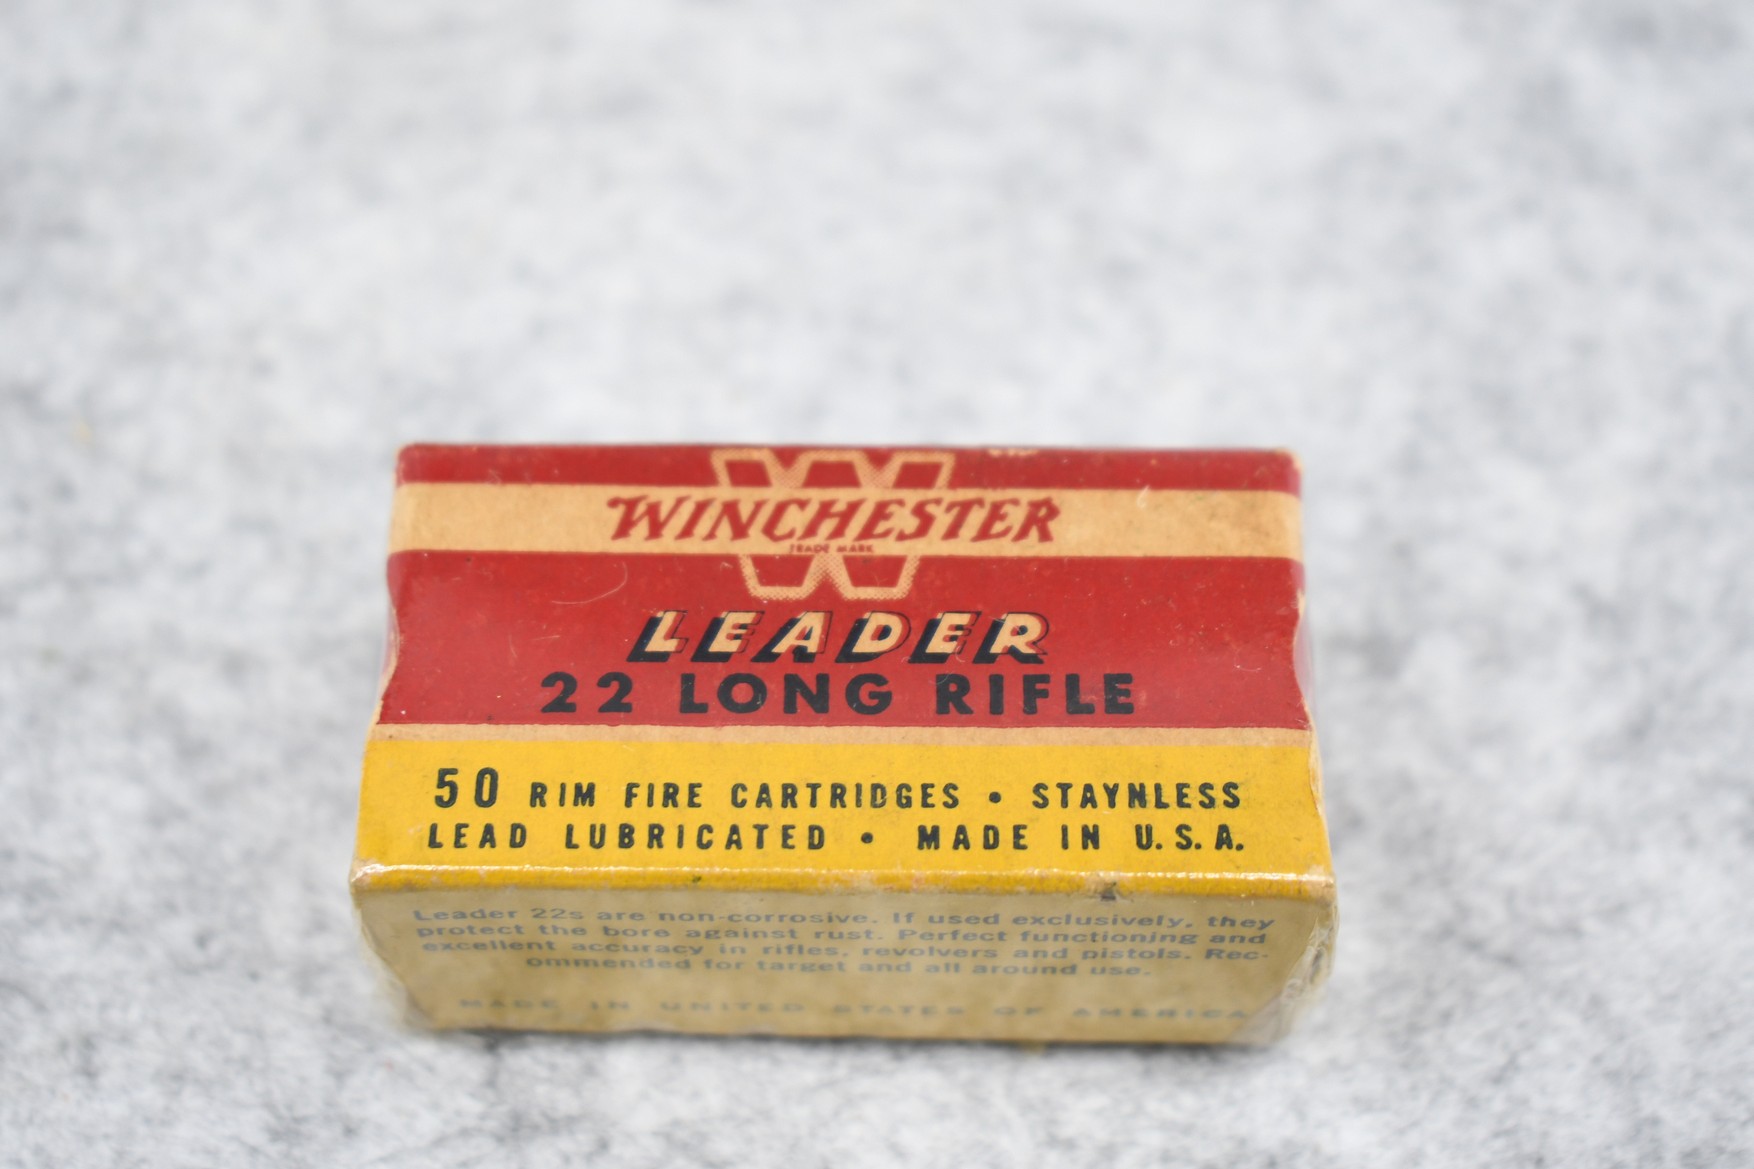 WINCHESTER
TRADE MARK
LEADER
22 LONG RIFLE
50 RIM FIRE CARTRIDGES • STAYNLESS
LEAD LUBRICATED • MADE IN U.S.A.
Leader 22s are non-corrosive. If used exclusively, they
protect the bore against rust. Perfect functioning and
excellent accuracy in rifles, revolvers and pistols. Rec-
ommended for target and all around use.
MADE IN UNITED STATES OF AMERICA